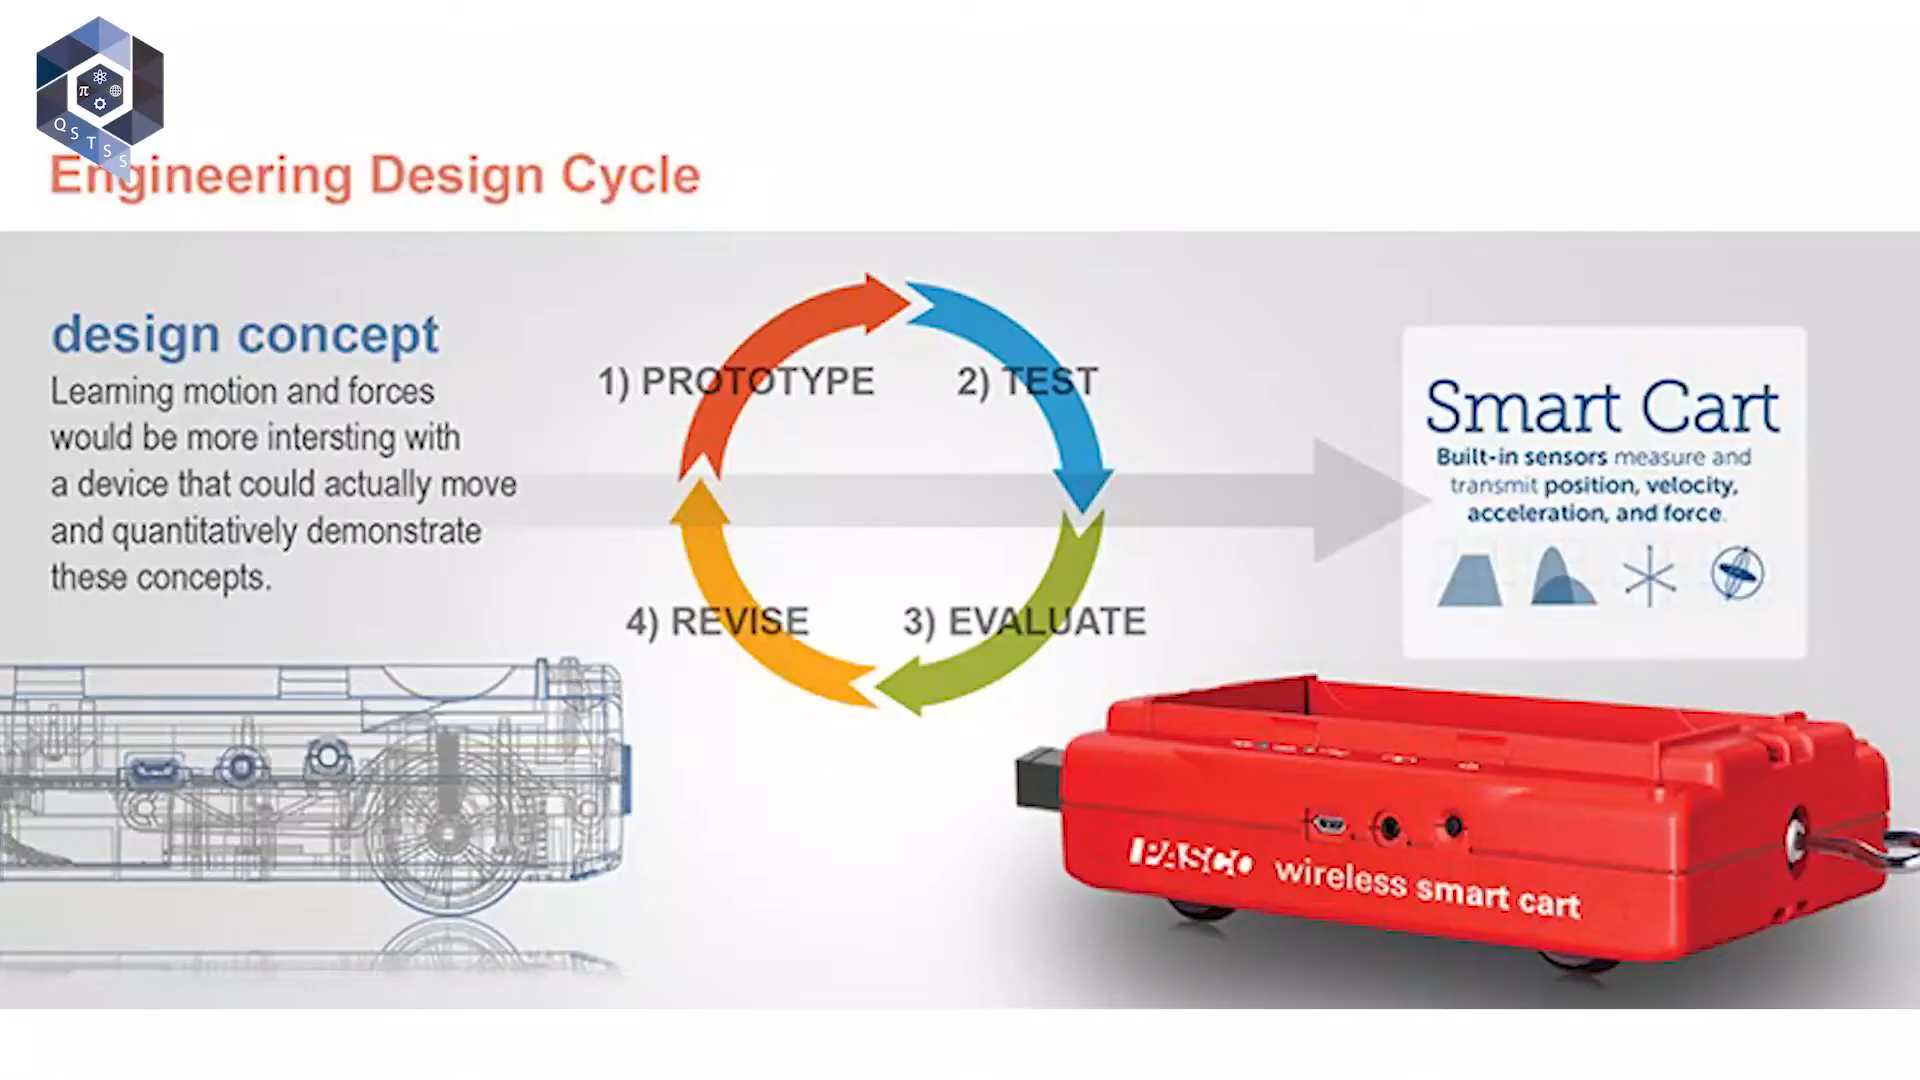 π
QSTSS
Engineering Design Cycle
design concept
Learning motion and forces
would be more intersting with
a device that could actually move
and quantitatively demonstrate
these concepts.
1) PROTOTYPE
2) TEST
4) REVISE
3) EVALUATE
Smart Cart
Built-in sensors measure and
transmit position, velocity,
acceleration, and force.
PASCO wireless smart cart